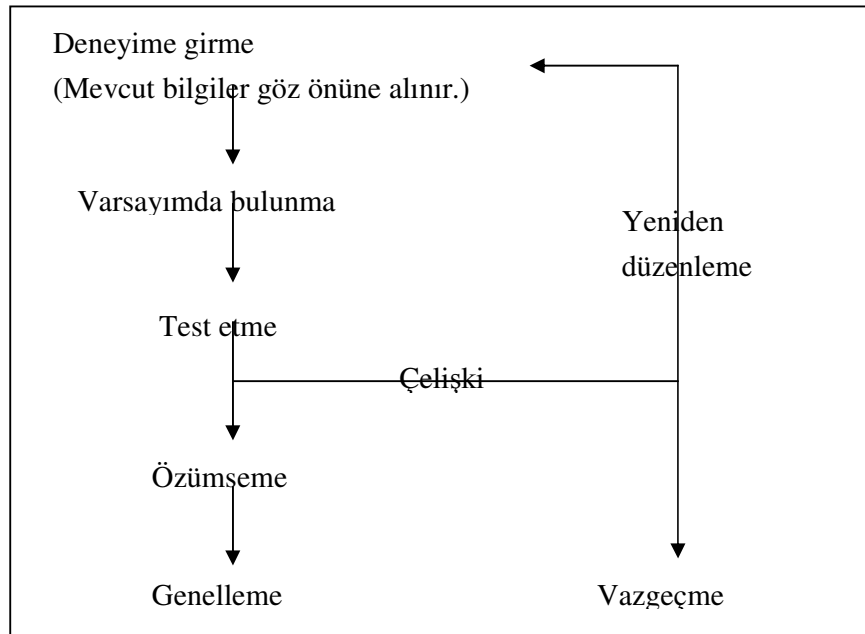 Deneyime girme
(Mevcut bilgiler göz önüne alınır.)
Varsayımda bulunma
Yeniden
düzenleme
Test etme
Çelişki
Özümseme
Genelleme
Vazgeçme